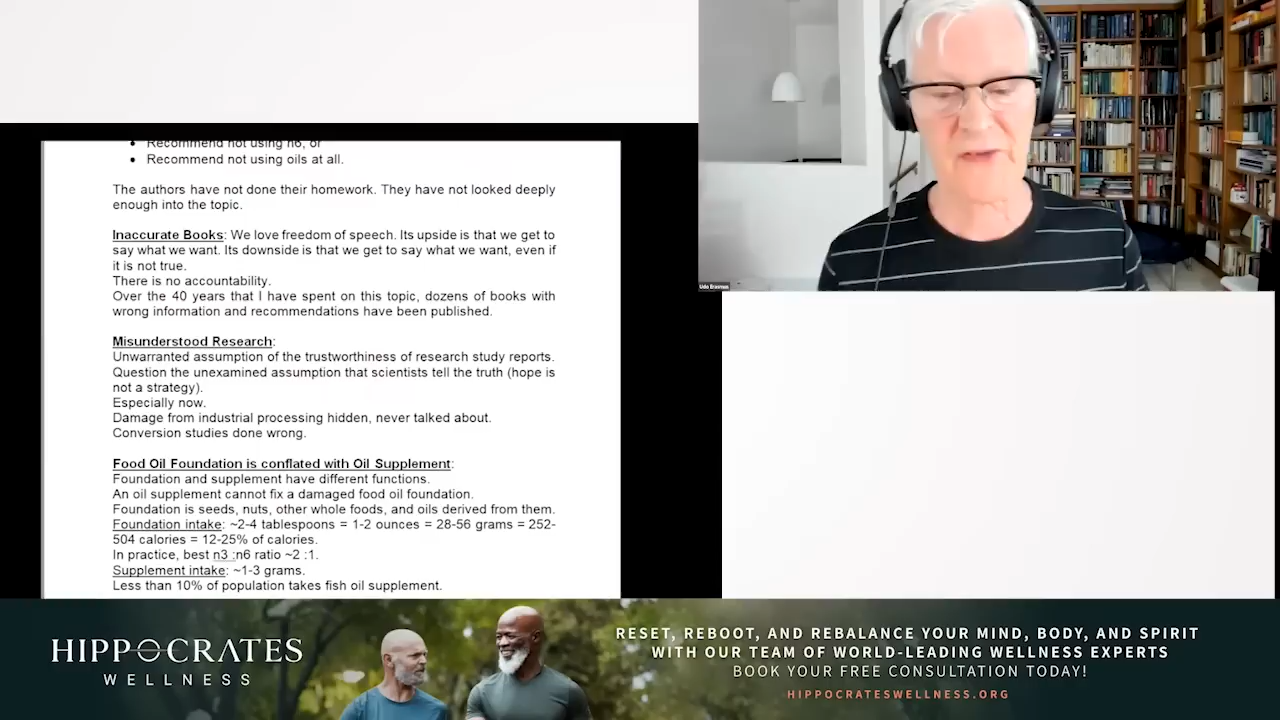 Recommend not using n6, or
Recommend not using oils at all.
The authors have not done their homework. They have not looked deeply
enough into the topic.
Inaccurate Books: We love freedom of speech. Its upside is that we get to
say what we want. Its downside is that we get to say what we want, even if
it is not true.
There is no accountability.
Over the 40 years that I have spent on this topic, dozens of books with
wrong information and recommendations have been published.
Misunderstood Research:
Unwarranted assumption of the trustworthiness of research study reports.
Question the unexamined assumption that scientists tell the truth (hope is
not a strategy).
Especially now.
Damage from industrial processing hidden, never talked about.
Conversion studies done wrong.
Food Oil Foundation is conflated with Oil Supplement:
Foundation and supplement have different functions.
An oil supplement cannot fix a damaged food oil foundation.
Foundation is seeds, nuts, other whole foods, and oils derived from them.
Foundation intake: ~2-4 tablespoons = 1-2 ounces = 28-56 grams = 252-
504 calories = 12-25% of calories.
In practice, best n3 :n6 ratio ~2 :1.
Supplement intake: ~1-3 grams.
Less than 10% of population takes fish oil supplement.
Udo Erasmus
HIPPOCRATES
WELLNESS
RESET, REBOOT, AND REBALANCE YOUR MIND, BODY, AND SPIRIT
WITH OUR TEAM OF WORLD-LEADING WELLNESS EXPERTS
BOOK YOUR FREE CONSULTATION TODAY!
HIPPOCRATESWELLNESS.ORG